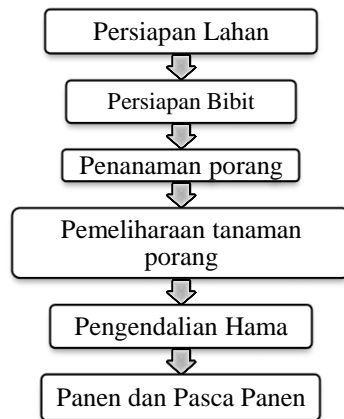 Persiapan Lahan
Persiapan Bibit
Penanaman porang
Pemeliharaan tanaman
porang
Pengendalian Hama
Panen dan Pasca Panen